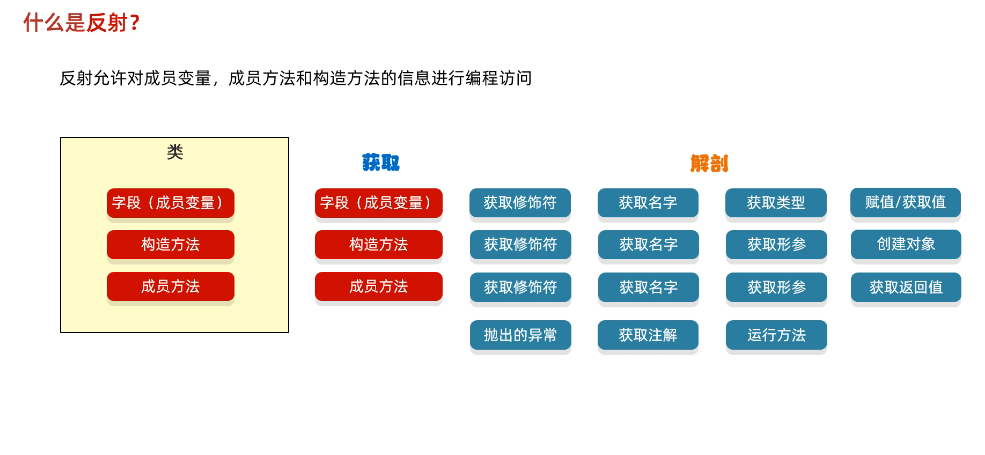 什么是反射?
反射允许对成员变量，成员方法和构造方法的信息进行编程访问
类
获取
解剖
字段（成员变量）
字段（成员变量）
获取修饰符
获取名字
获取类型
赋值/获取值
构造方法
构造方法
获取修饰符
获取名字
获取形参
创建对象
成员方法
成员方法
获取修饰符
获取名字
获取形参
获取返回值
抛出的异常
获取注解
运行方法